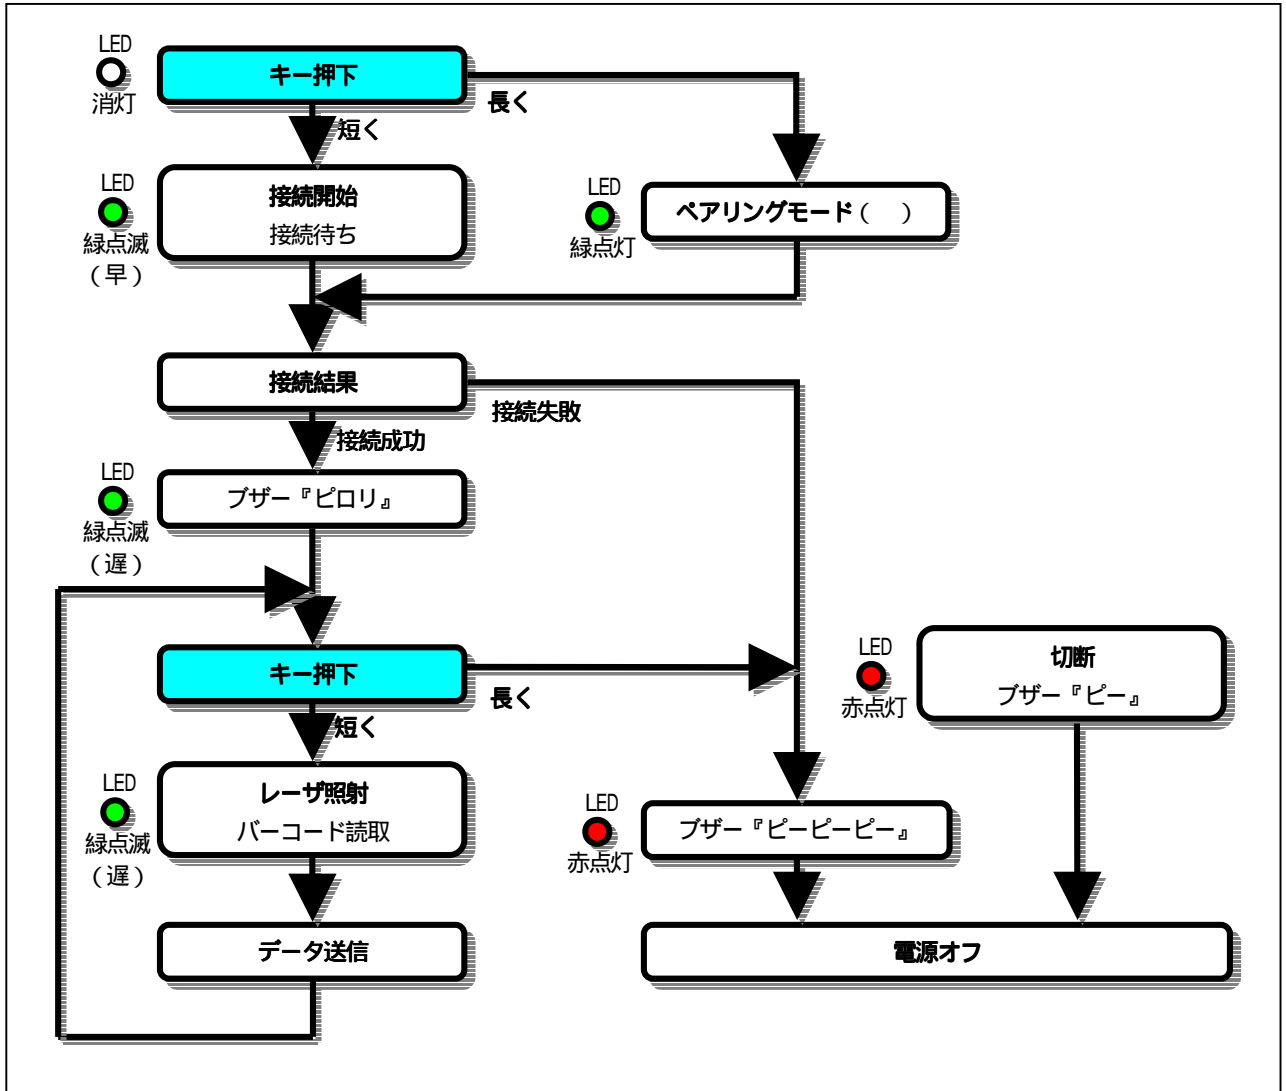 LED
消灯
キー押下
長く
短く
LED
緑点滅
(早)
接続開始
接続待ち
LED
緑点灯
ペアリングモード(　)
接続結果
接続失敗
接続成功
LED
緑点滅
(遅)
ブザー『ピロリ』
キー押下
長く
短く
LED
赤点灯
切断
ブザー『ピー』
LED
緑点滅
(遅)
レーザ照射
バーコード読取
LED
赤点灯
ブザー『ピーピーピー』
データ送信
電源オフ